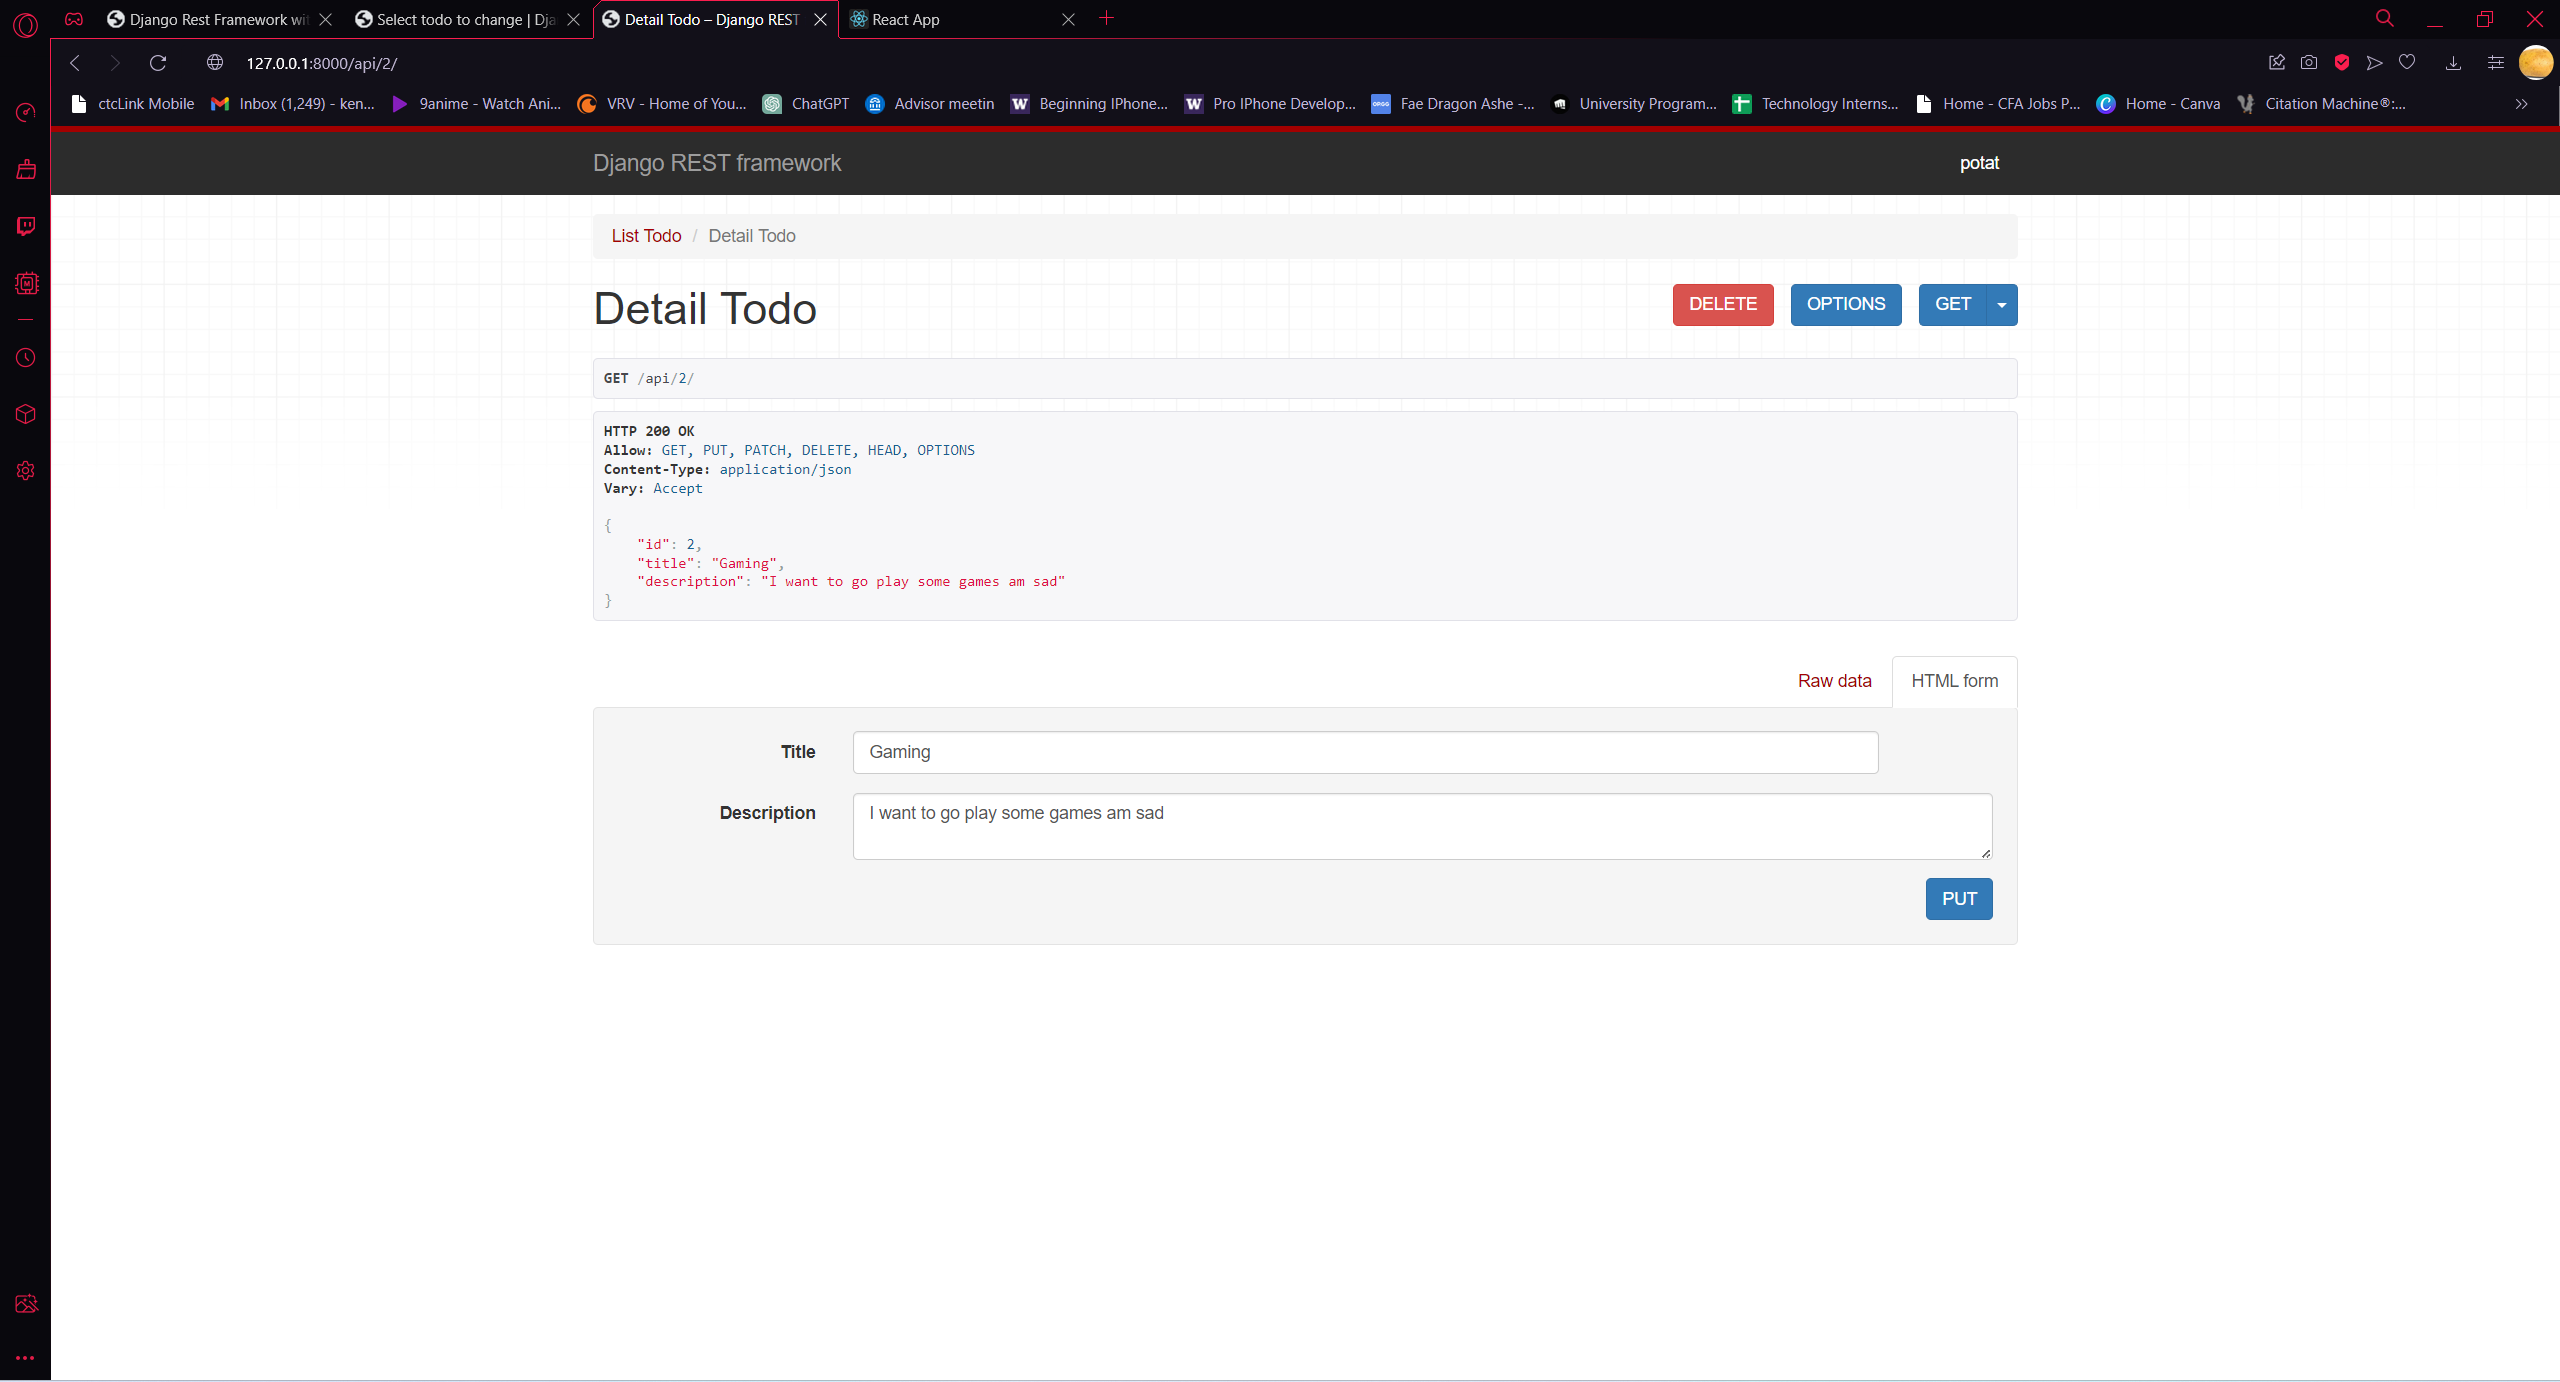 Django Rest Framework wi
Select todo to change | Dja
Detail Todo – Django REST
React App
127.0.0.1:8000/api/2/
ctcLink Mobile
Inbox (1,249) - ken...
9anime - Watch Ani...
VRV - Home of You...
ChatGPT
Advisor meetin
Beginning IPhone...
Pro IPhone Develop...
Fae Dragon Ashe -...
University Program...
Technology Interns...
Home - CFA Jobs P...
Home - Canva
Citation Machine®:...
Django REST framework
potat
List Todo / Detail Todo
Detail Todo
DELETE
OPTIONS
GET
GET /api/2/
HTTP 200 OK
Allow: GET, PUT, PATCH, DELETE, HEAD, OPTIONS
Content-Type: application/json
Vary: Accept
{
"id": 2,
"title": "Gaming",
"description": "I want to go play some games am sad"
}
Raw data
HTML form
Title
Gaming
Description
I want to go play some games am sad
PUT